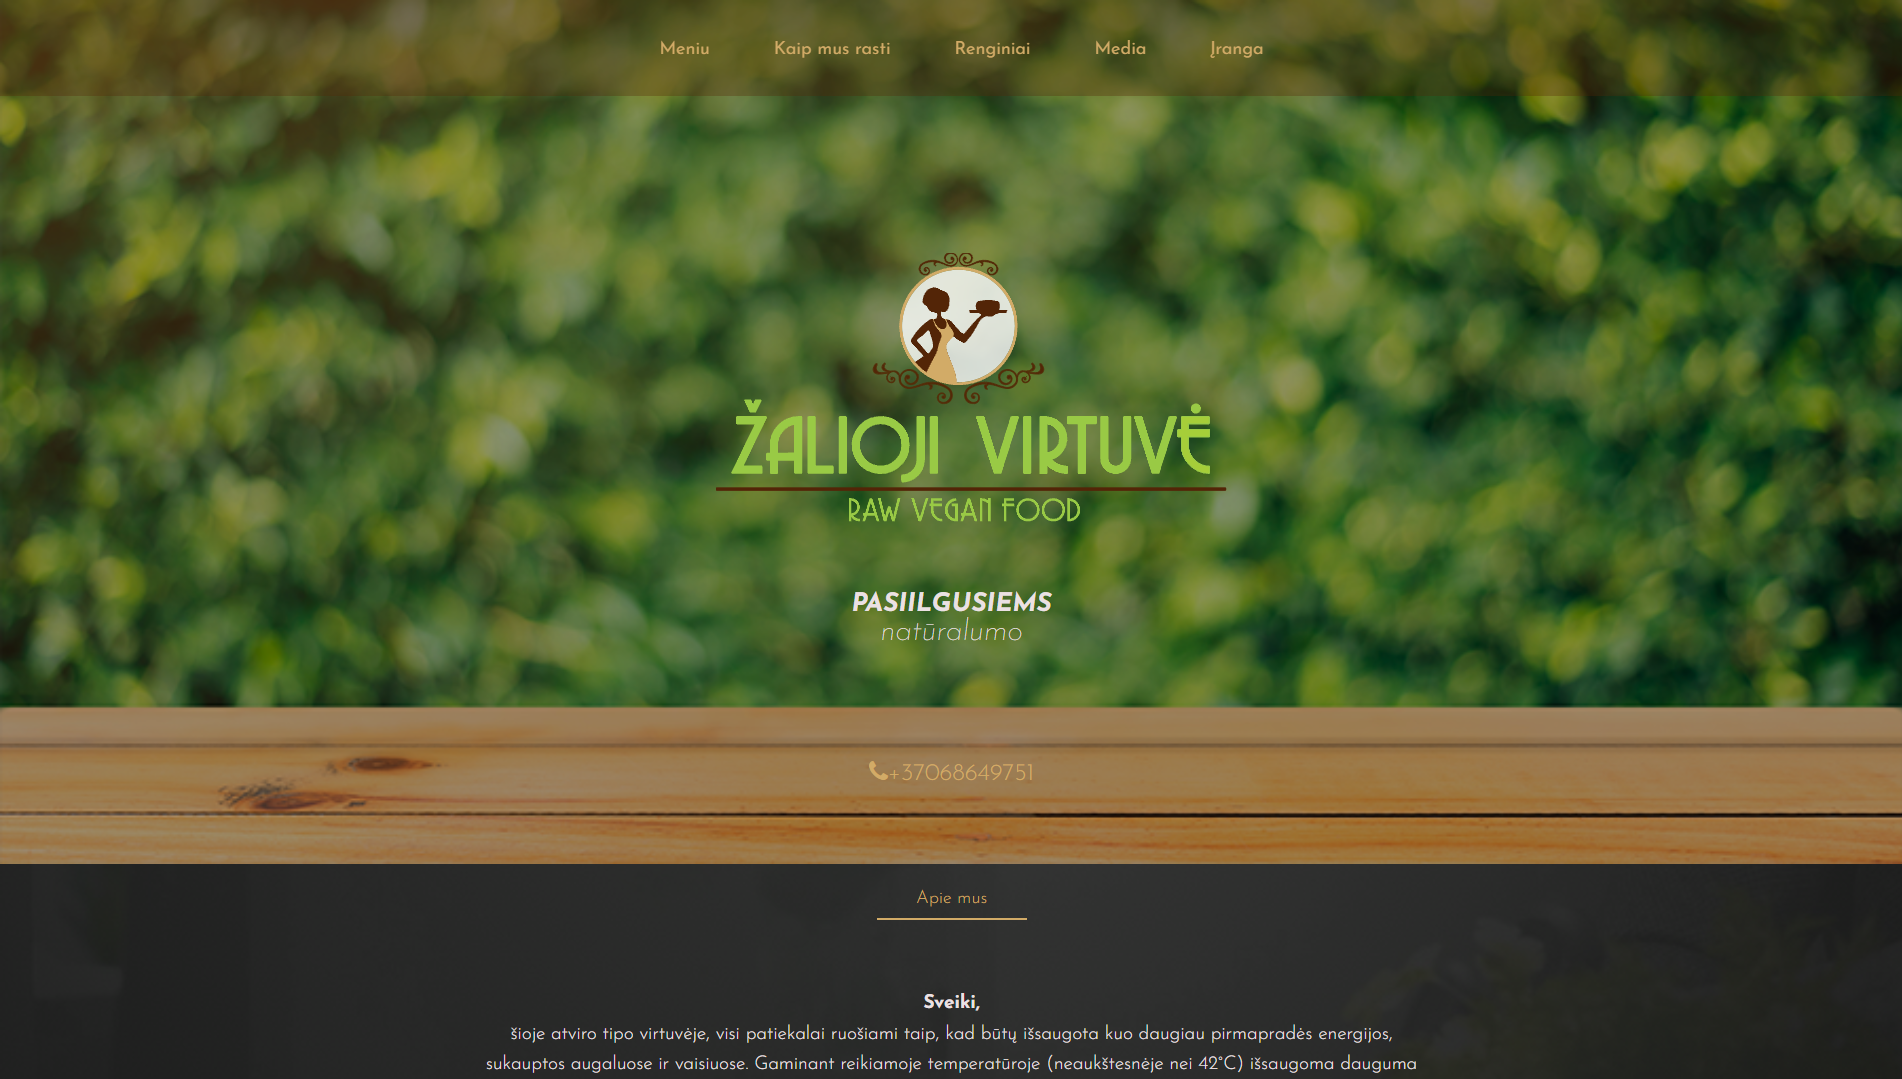 Meniu
Kaip mus rasti
Renginiai
Media
Įranga
ŽALIOJI VIRTUVĖ
RAW VEGAN FOOD
PASIILGUSIEMS
natūralumo
+37068649751
Apie mus
Sveiki,
šioje atviro tipo virtuvėje, visi patiekalai ruošiami taip, kad būtų išsaugota kuo daugiau pirmapradės energijos,
sukauptos augaluose ir vaisiuose. Gaminant reikiamoje temperatūroje (neaukštesnėje nei 42°C) išsaugoma dauguma